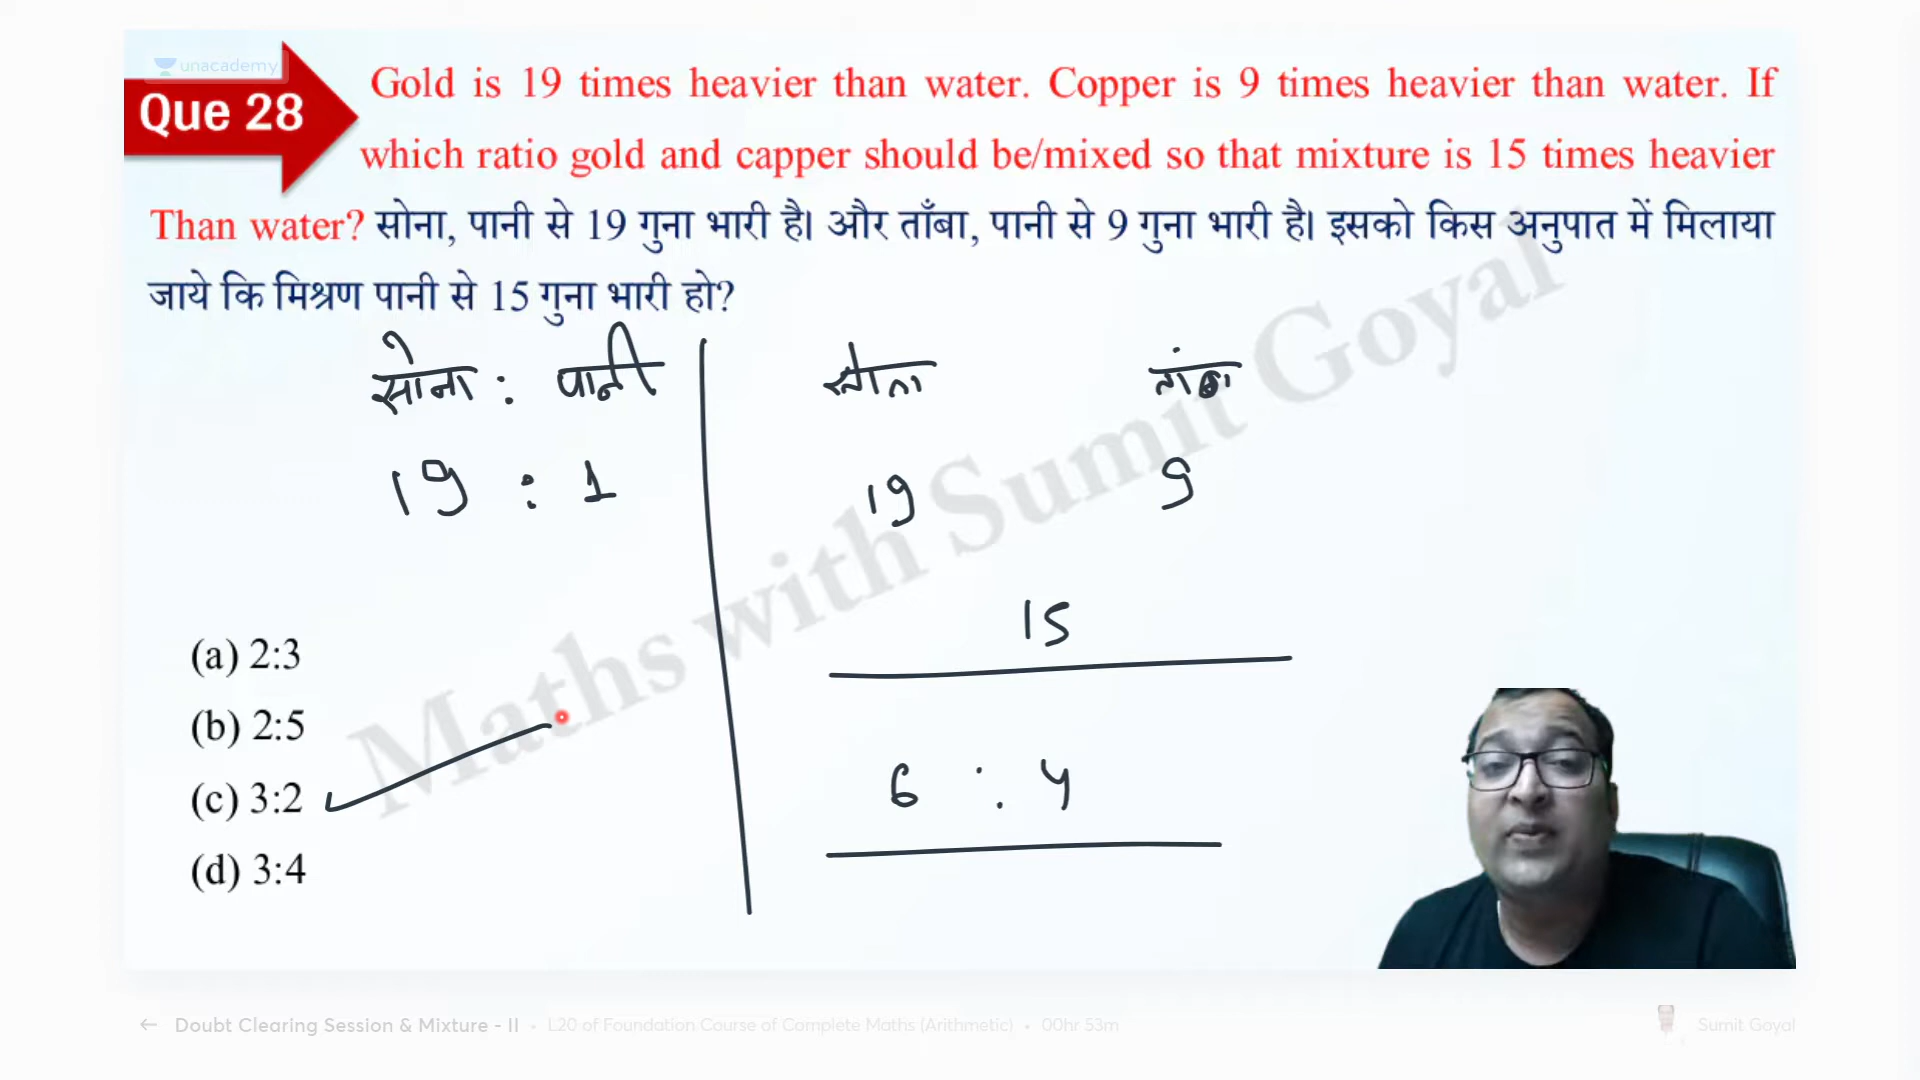 unacademy
Que 28
Gold is 19 times heavier than water. Copper is 9 times heavier than water. If
which ratio gold and capper should be/mixed so that mixture is 15 times heavier
Than water? सोना, पानी से 19 गुना भारी है। और ताँबा, पानी से 9 गुना भारी है। इसको किस अनुपात में मिलाया
जाये कि मिश्रण पानी से 15 गुना भारी हो?
सोना : पानी
सोना तांबा
19 : 1
19 9
15
6 : 4
(a) 2:3
(b) 2:5
(c) 3:2
(d) 3:4
Maths with Sumit Goyal
Doubt Clearing Session & Mixture - II • L20 of Foundation Course of Complete Maths (Arithmetic) • 00hr 53m
Sumit Goyal